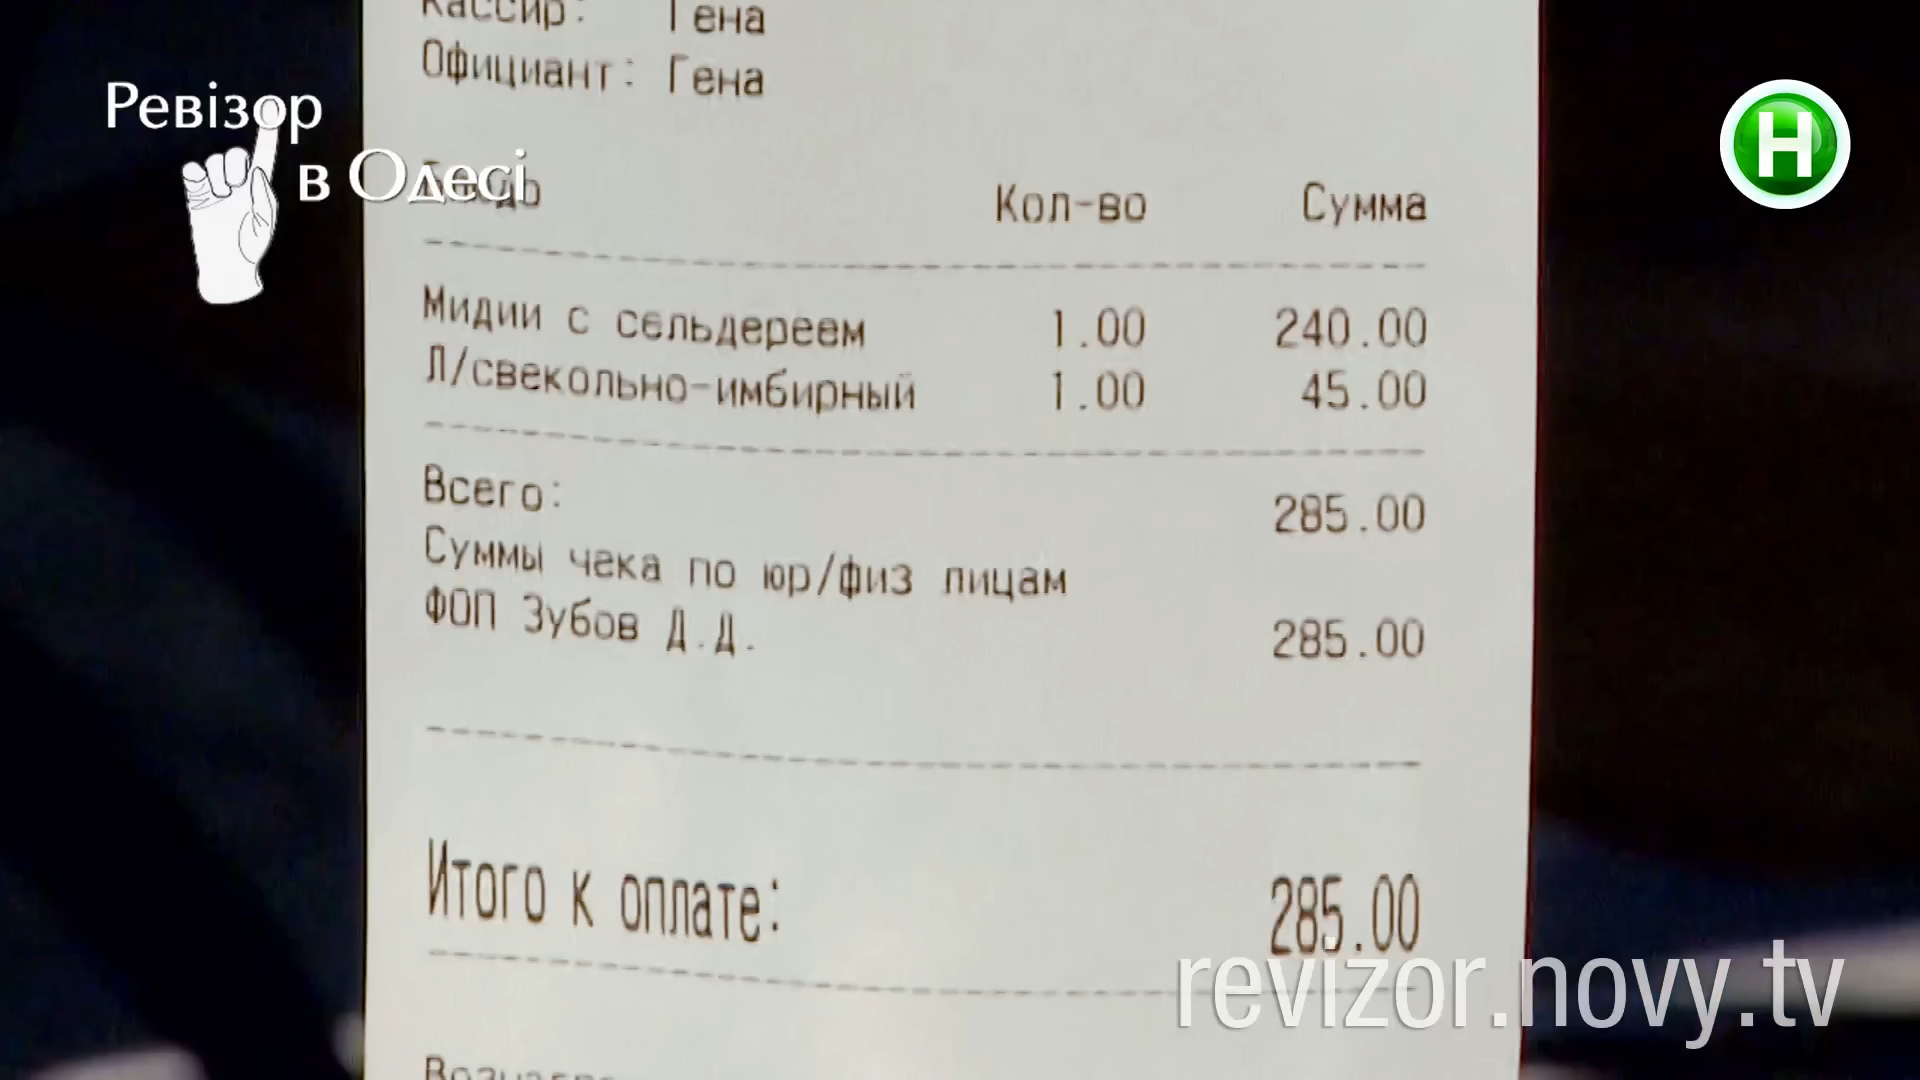 Кассир: Гена
Официант: Гена
Ревізор
в Одесі
Н
Кол-во Сумма
Мидии с сельдереем 1.00 240.00
Л/свекольно-имбирный 1.00 45.00
Всего: 285.00
Суммы чека по юр/физ лицам
ФОП Зубов Д.Д. 285.00
Итого к оплате: 285.00
revizor.novy.tv